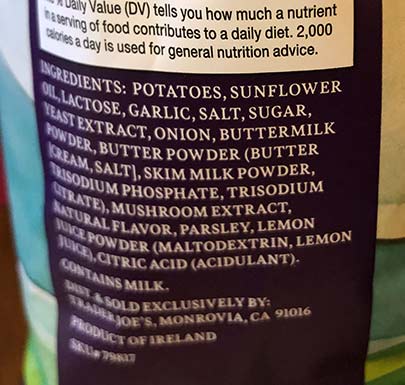 % Daily Value (DV) tells you how much a nutrient
in a serving of food contributes to a daily diet. 2,000
calories a day is used for general nutrition advice.
INGREDIENTS: POTATOES, SUNFLOWER
OIL, LACTOSE, GARLIC, SALT, SUGAR,
YEAST EXTRACT, ONION, BUTTERMILK
POWDER, BUTTER POWDER (BUTTER
[CREAM, SALT], SKIM MILK POWDER,
TRISODIUM PHOSPHATE, TRISODIUM
CITRATE), MUSHROOM EXTRACT,
NATURAL FLAVOR, PARSLEY, LEMON
JUICE POWDER (MALTODEXTRIN, LEMON
JUICE), CITRIC ACID (ACIDULANT).
CONTAINS MILK.
DIST. & SOLD EXCLUSIVELY BY:
TRADER JOE'S, MONROVIA, CA 91016
PRODUCT OF IRELAND
SKU# 79817